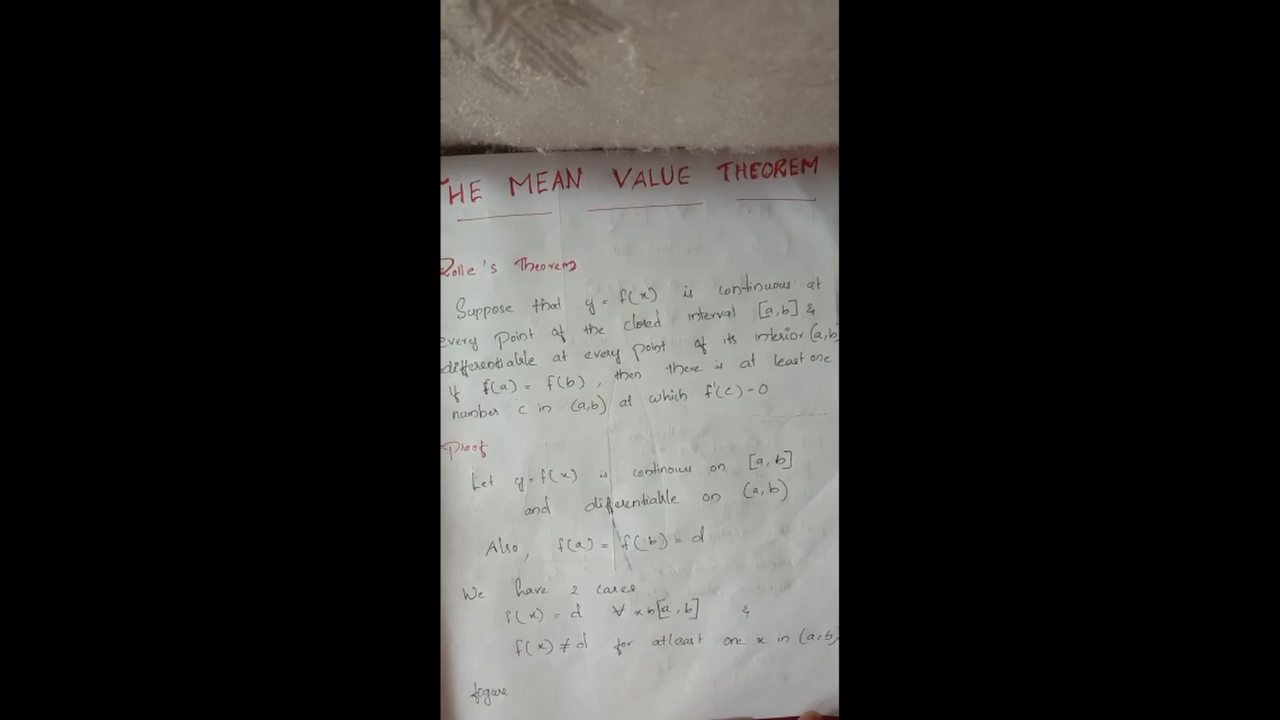 THE MEAN VALUE THEOREM
Rolle's Theorem
Suppose that y = f(x) is continuous at
every point of the closed interval [a,b] &
differentiable at every point of its interior (a,b)
If f(a) = f(b), then there is at least one
number c in (a,b) at which f'(c) = 0
Proof
Let y = f(x) is continous on [a,b]
and differentiable on (a,b)
Also, f(a) = f(b) = d.
We have 2 cases
f(x) = d ∀ x in [a,b] &
f(x) ≠ d for atleast one x in (a,b)
figure